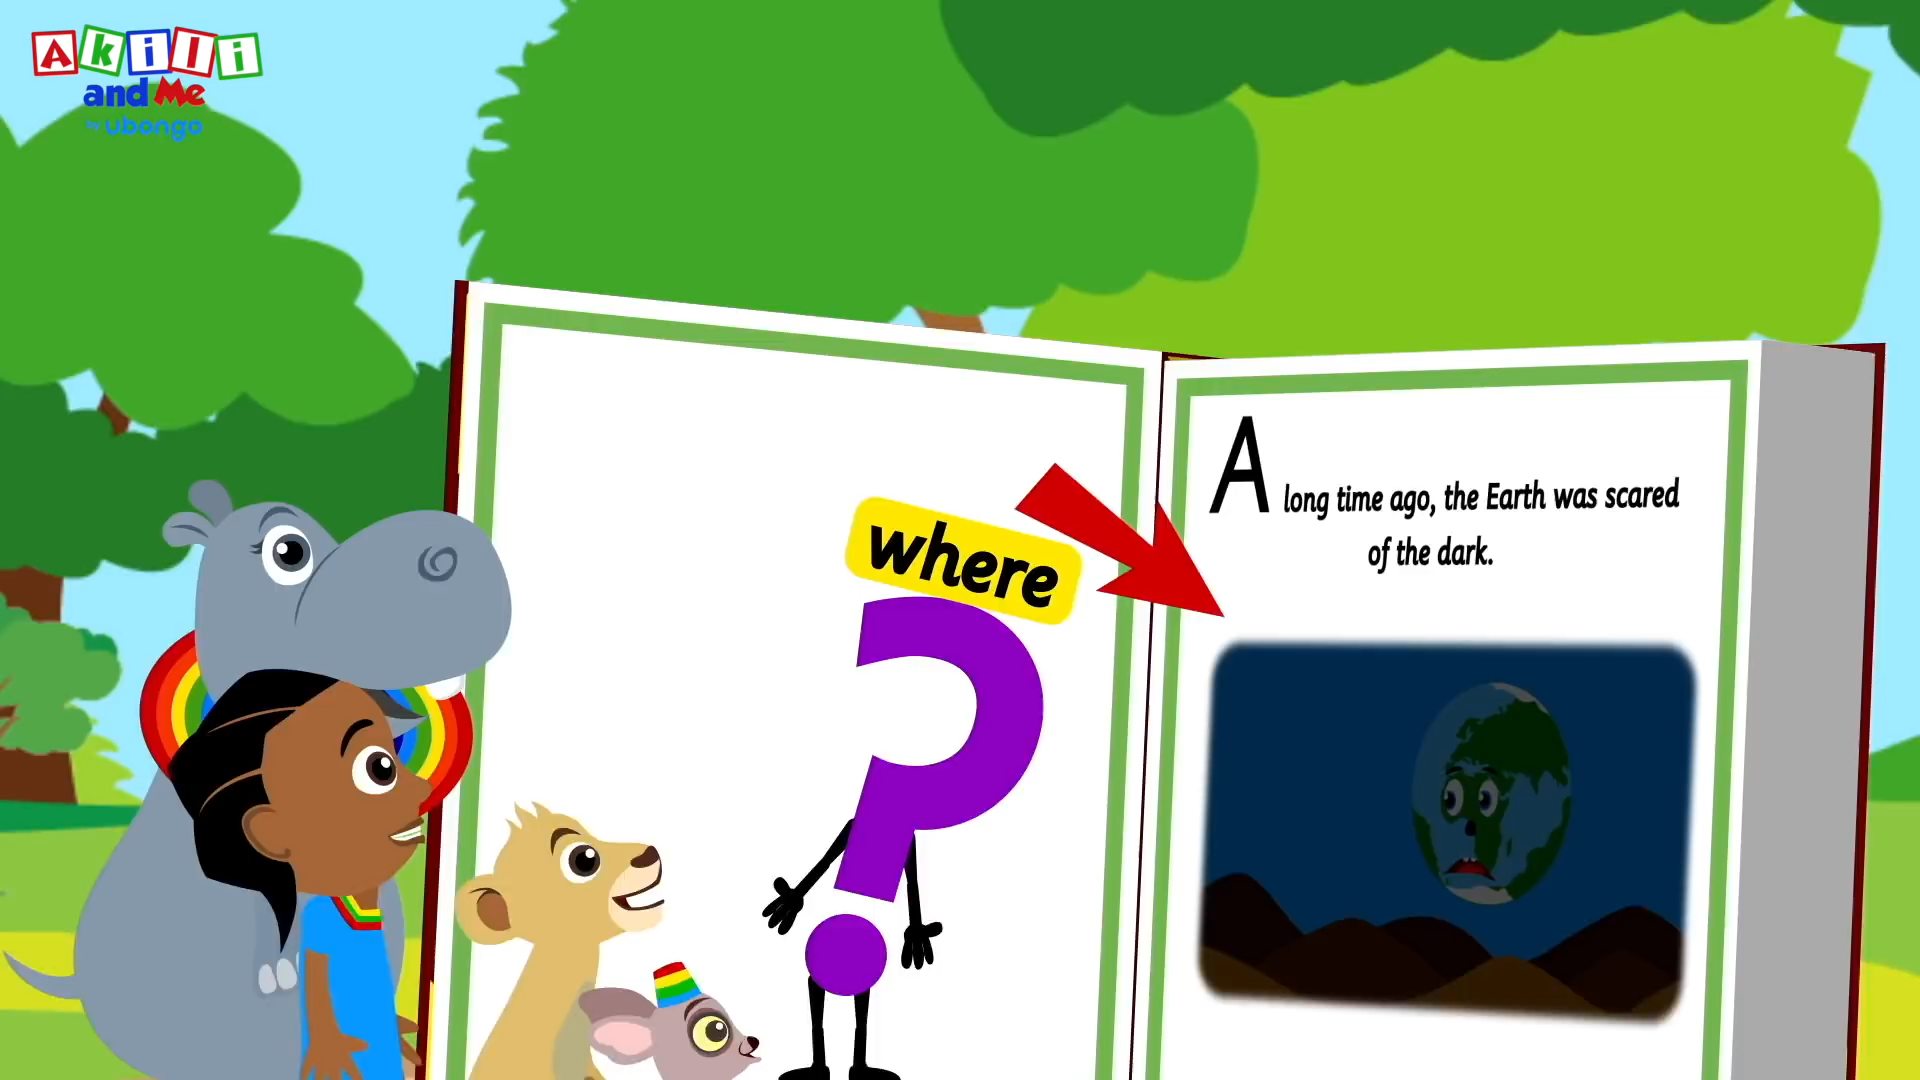 Akili
and Me
by ubongo
where
A long time ago, the Earth was scared
of the dark.